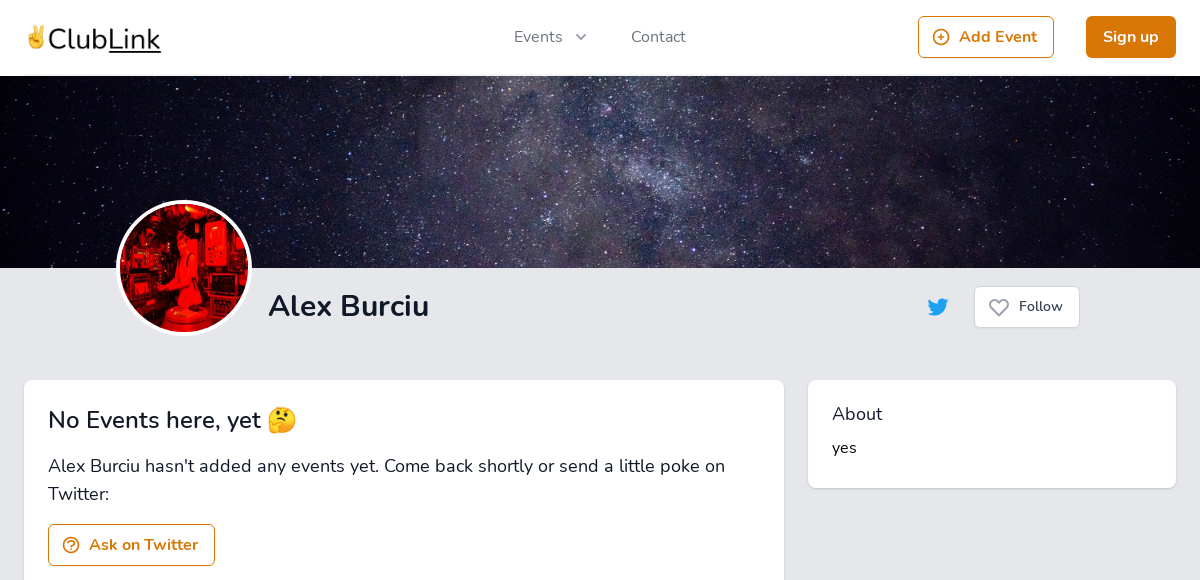 ✌️ClubLink
Events
Contact
Add Event
Sign up
Alex Burciu
Follow
No Events here, yet 🤔
Alex Burciu hasn't added any events yet. Come back shortly or send a little poke on
Twitter:
Ask on Twitter
About
yes